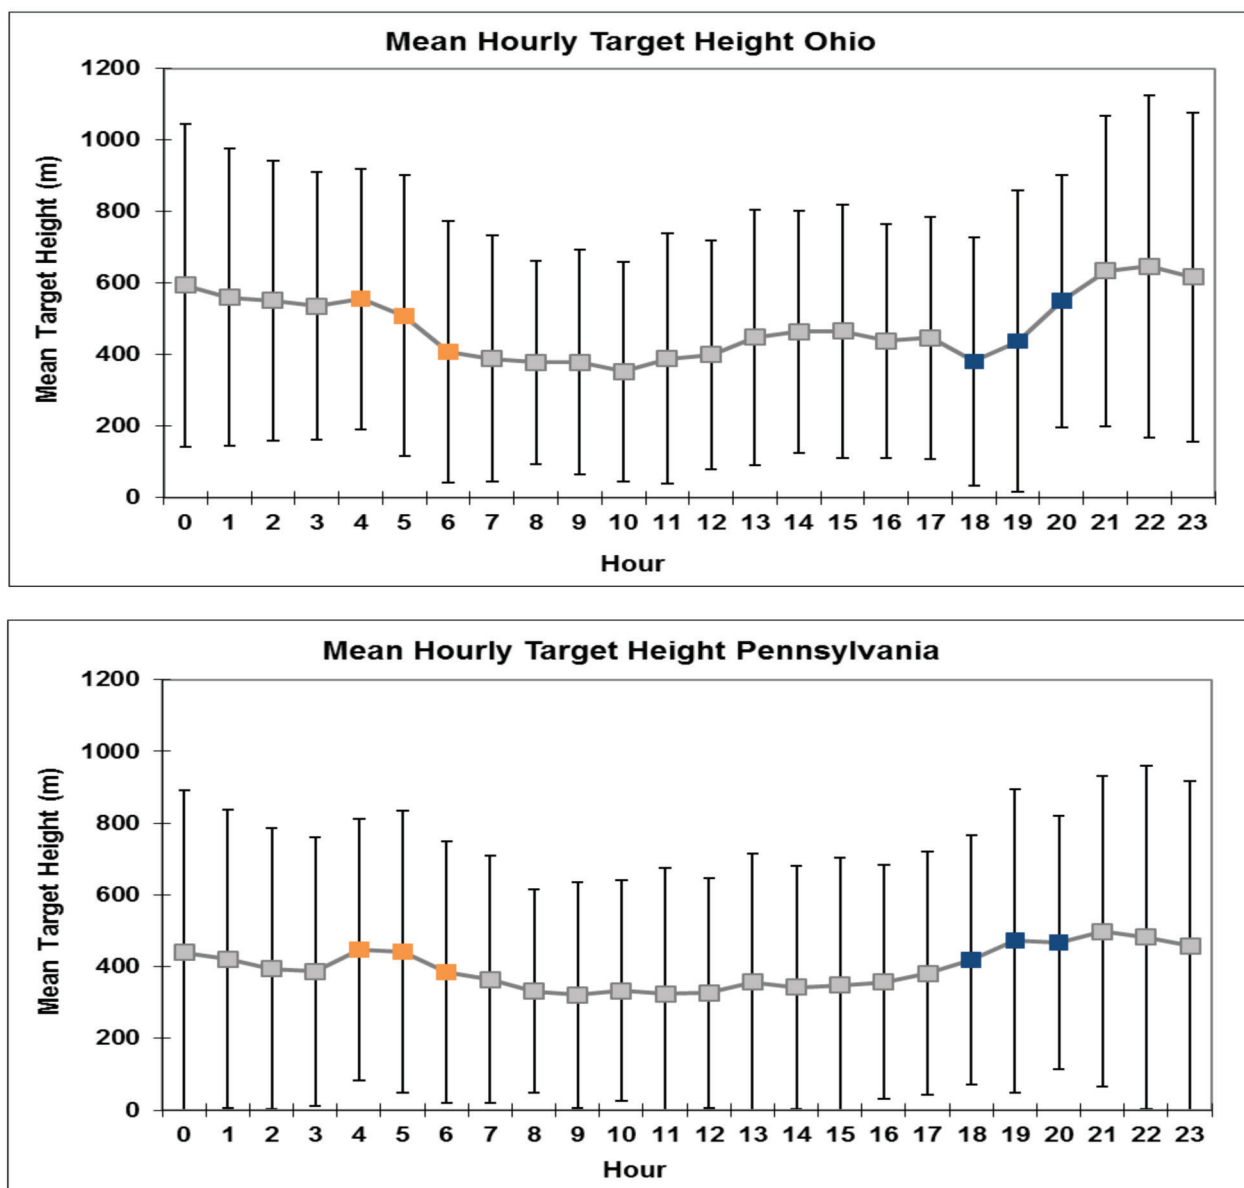 Mean Hourly Target Height Ohio
1200
1000
800
600
400
200
0
Mean Target Height (m)
0 1 2 3 4 5 6 7 8 9 10 11 12 13 14 15 16 17 18 19 20 21 22 23
Hour
Mean Hourly Target Height Pennsylvania
1200
1000
800
600
400
200
0
Mean Target Height (m)
0 1 2 3 4 5 6 7 8 9 10 11 12 13 14 15 16 17 18 19 20 21 22 23
Hour